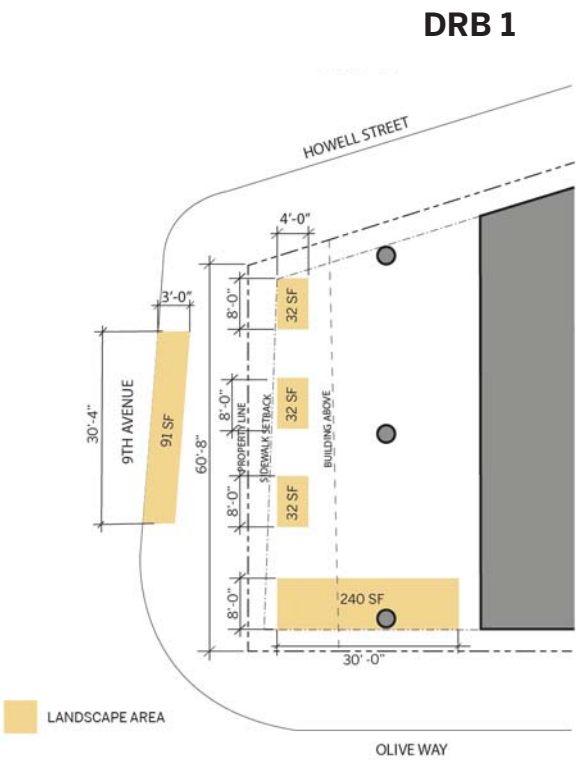 DRB 1
HOWELL STREET
4'-0"
3'-0"
8'-0"
32 SF
30'-4"
9TH AVENUE
91 SF
60'-8"
8'-0"
PROPERTY LINE
SIDEWALK SETBACK
32 SF
BUILDING ABOVE
8'-0"
32 SF
8'-0"
240 SF
30'-0"
LANDSCAPE AREA
OLIVE WAY